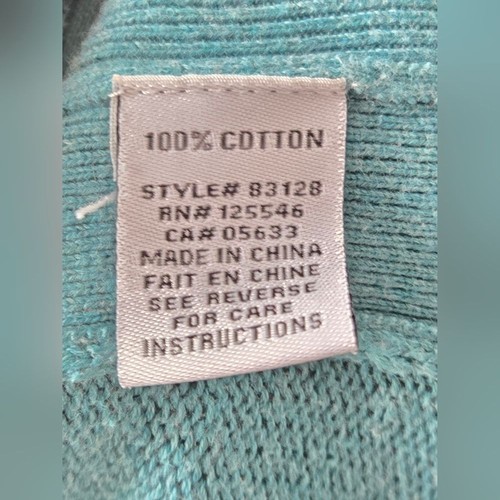 100% COTTON
STYLE# 83128
RN# 125546
CA# 05633
MADE IN CHINA
FAIT EN CHINE
SEE REVERSE
FOR CARE
INSTRUCTIONS